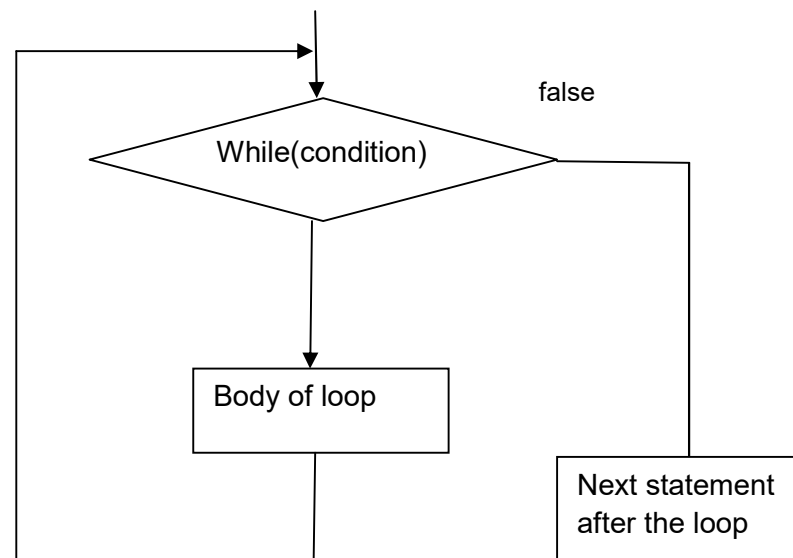 false
While(condition)
Body of loop
Next statement
after the loop